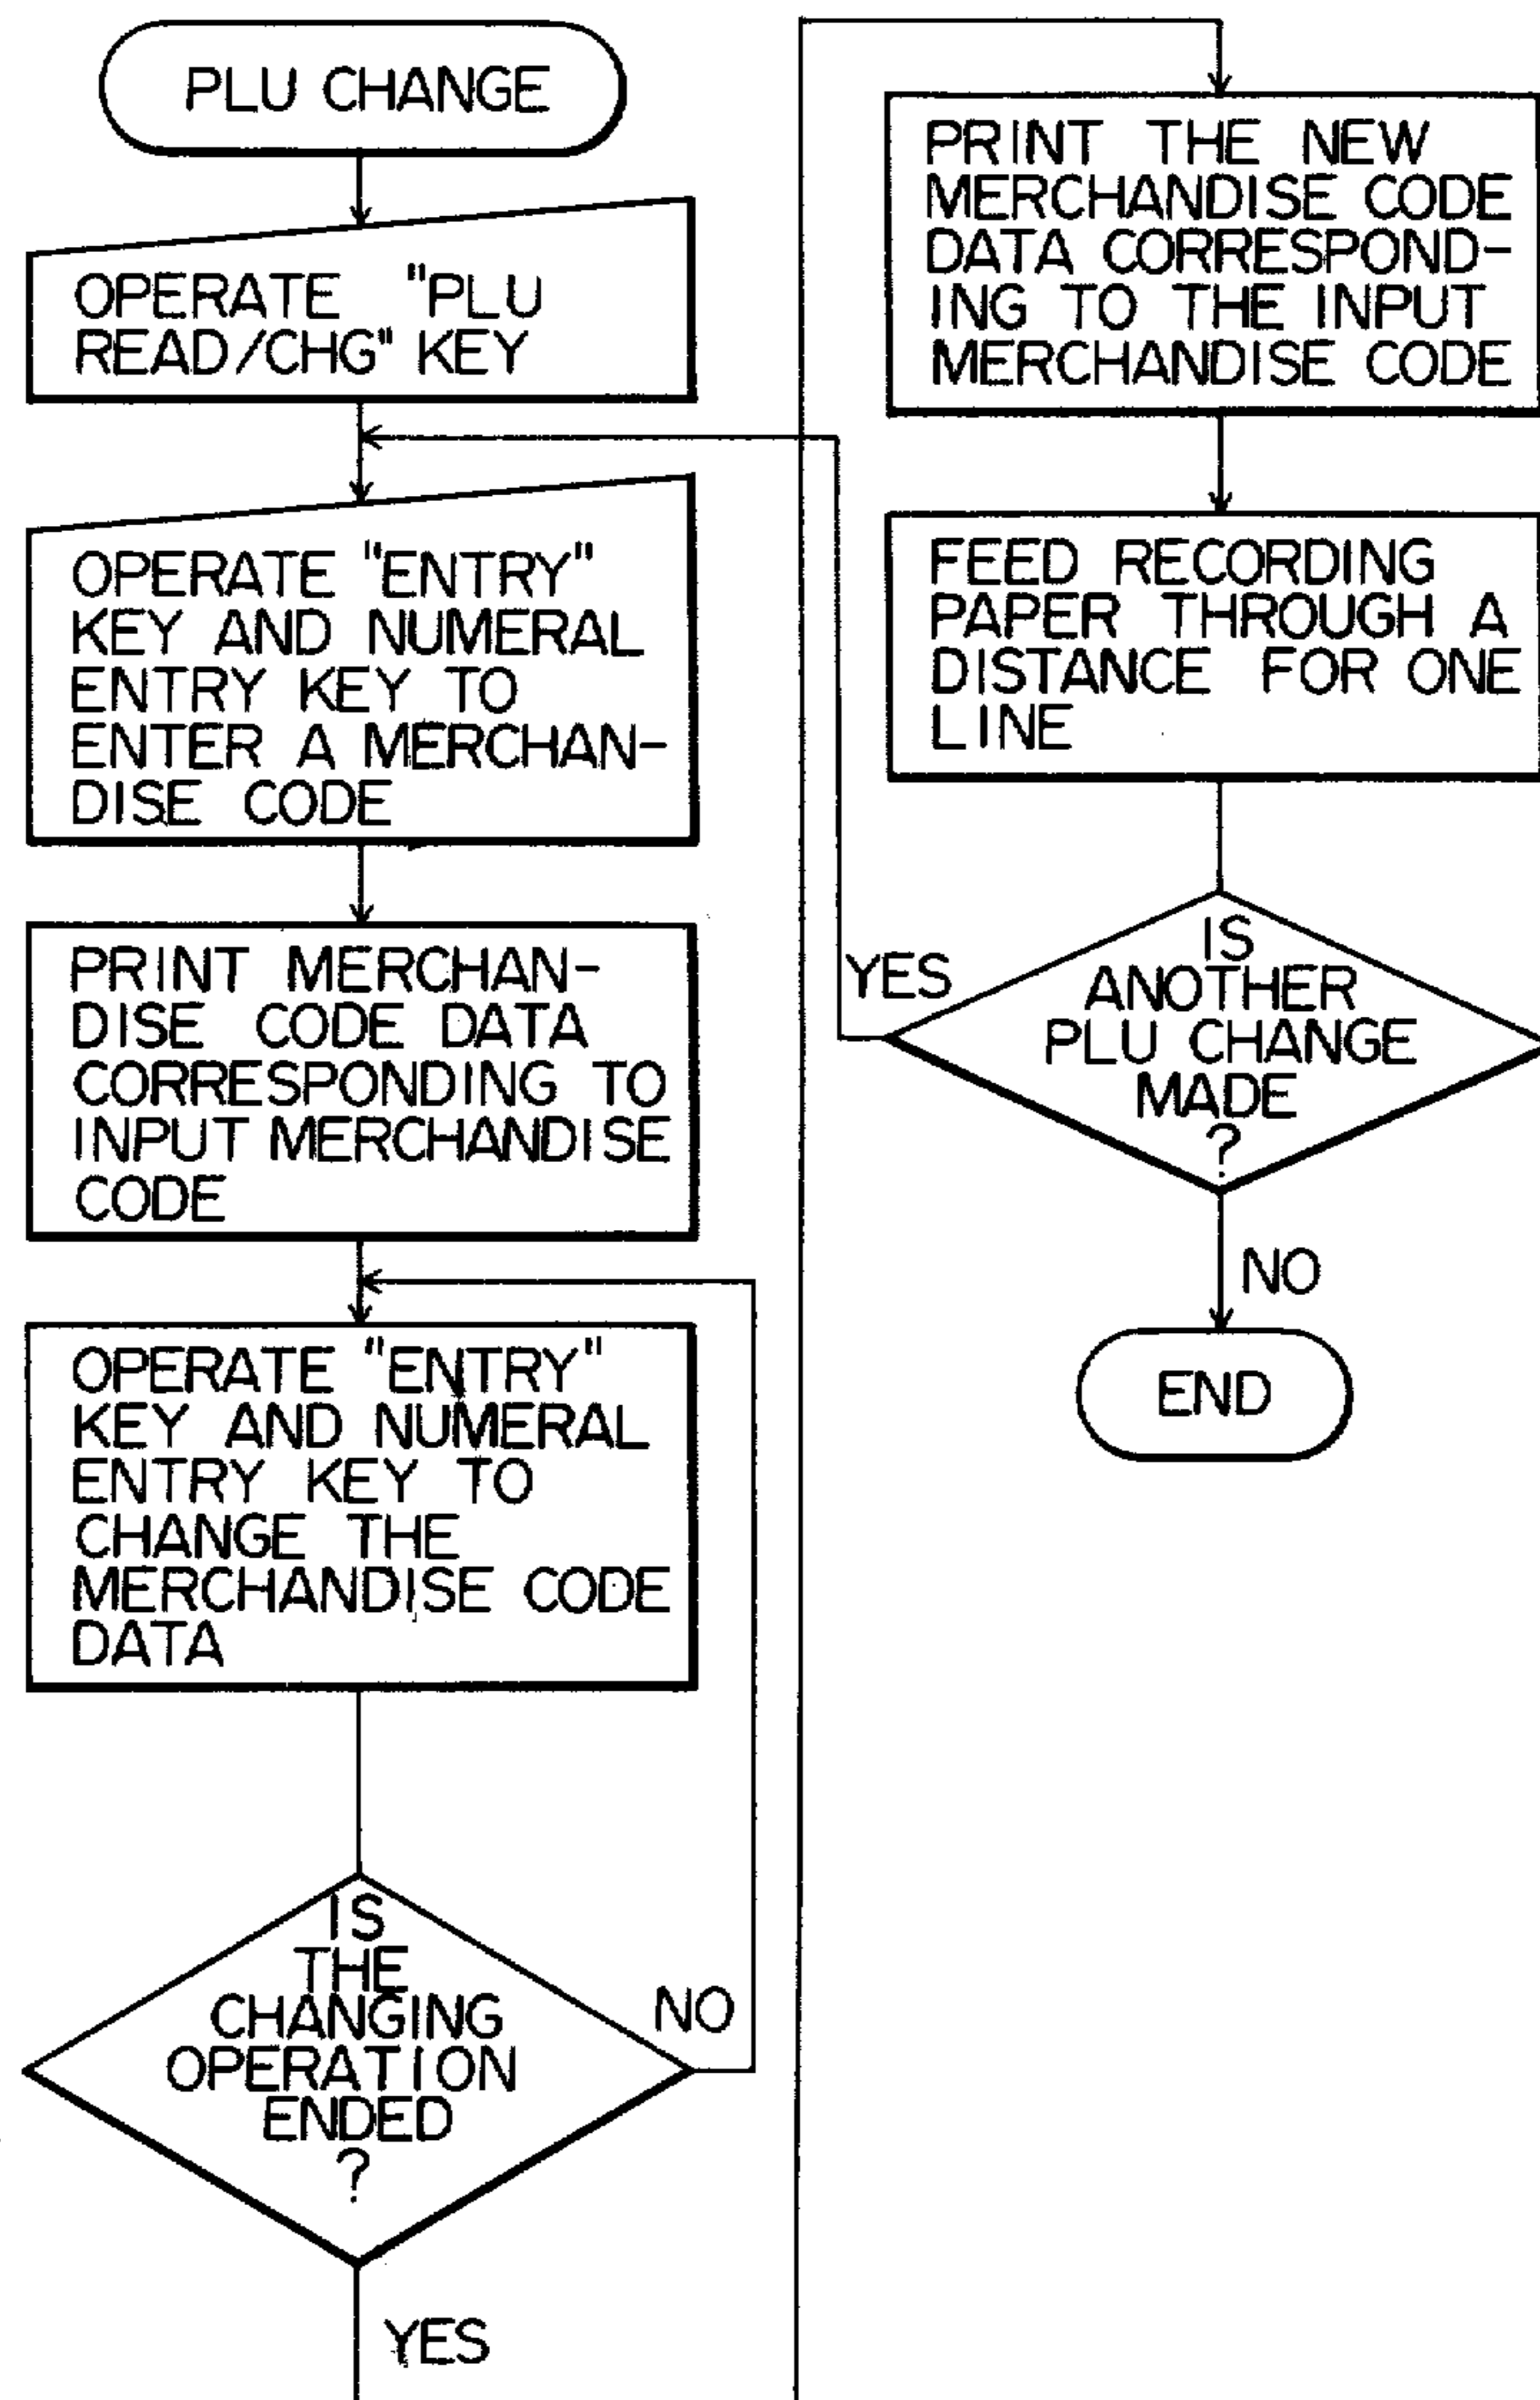 PLU CHANGE
OPERATE "PLU
READ/CHG" KEY
OPERATE "ENTRY"
KEY AND NUMERAL
ENTRY KEY TO
ENTER A MERCHAN-
DISE CODE
PRINT MERCHAN-
DISE CODE DATA
CORRESPONDING TO
INPUT MERCHANDISE
CODE
OPERATE "ENTRY"
KEY AND NUMERAL
ENTRY KEY TO
CHANGE THE
MERCHANDISE CODE
DATA
IS
THE
CHANGING
OPERATION
ENDED
?
NO
YES
PRINT THE NEW
MERCHANDISE CODE
DATA CORRESPOND-
ING TO THE INPUT
MERCHANDISE CODE
FEED RECORDING
PAPER THROUGH A
DISTANCE FOR ONE
LINE
IS
ANOTHER
PLU CHANGE
MADE
?
YES
NO
END